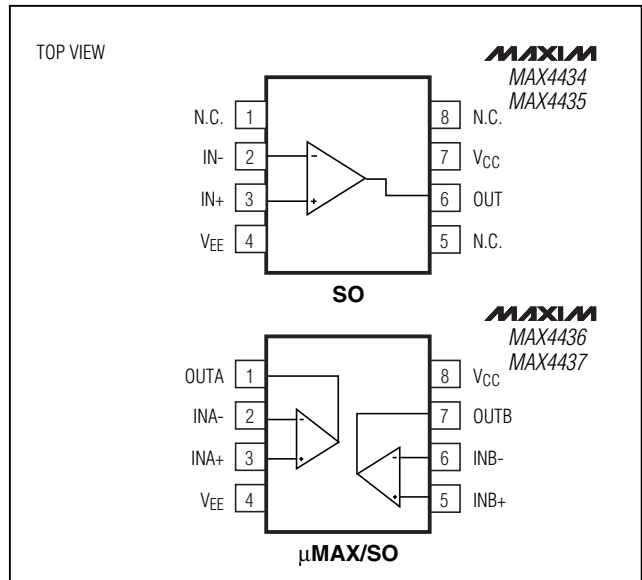 TOP VIEW
MAXIM
MAX4434
MAX4435
N.C. 1
8 N.C.
IN- 2
-
7 VCC
IN+ 3
+
6 OUT
VEE 4
5 N.C.
SO
MAXIM
MAX4436
MAX4437
OUTA 1
8 VCC
INA- 2
-
7 OUTB
INA+ 3
+
-
6 INB-
VEE 4
+
5 INB+
µMAX/SO